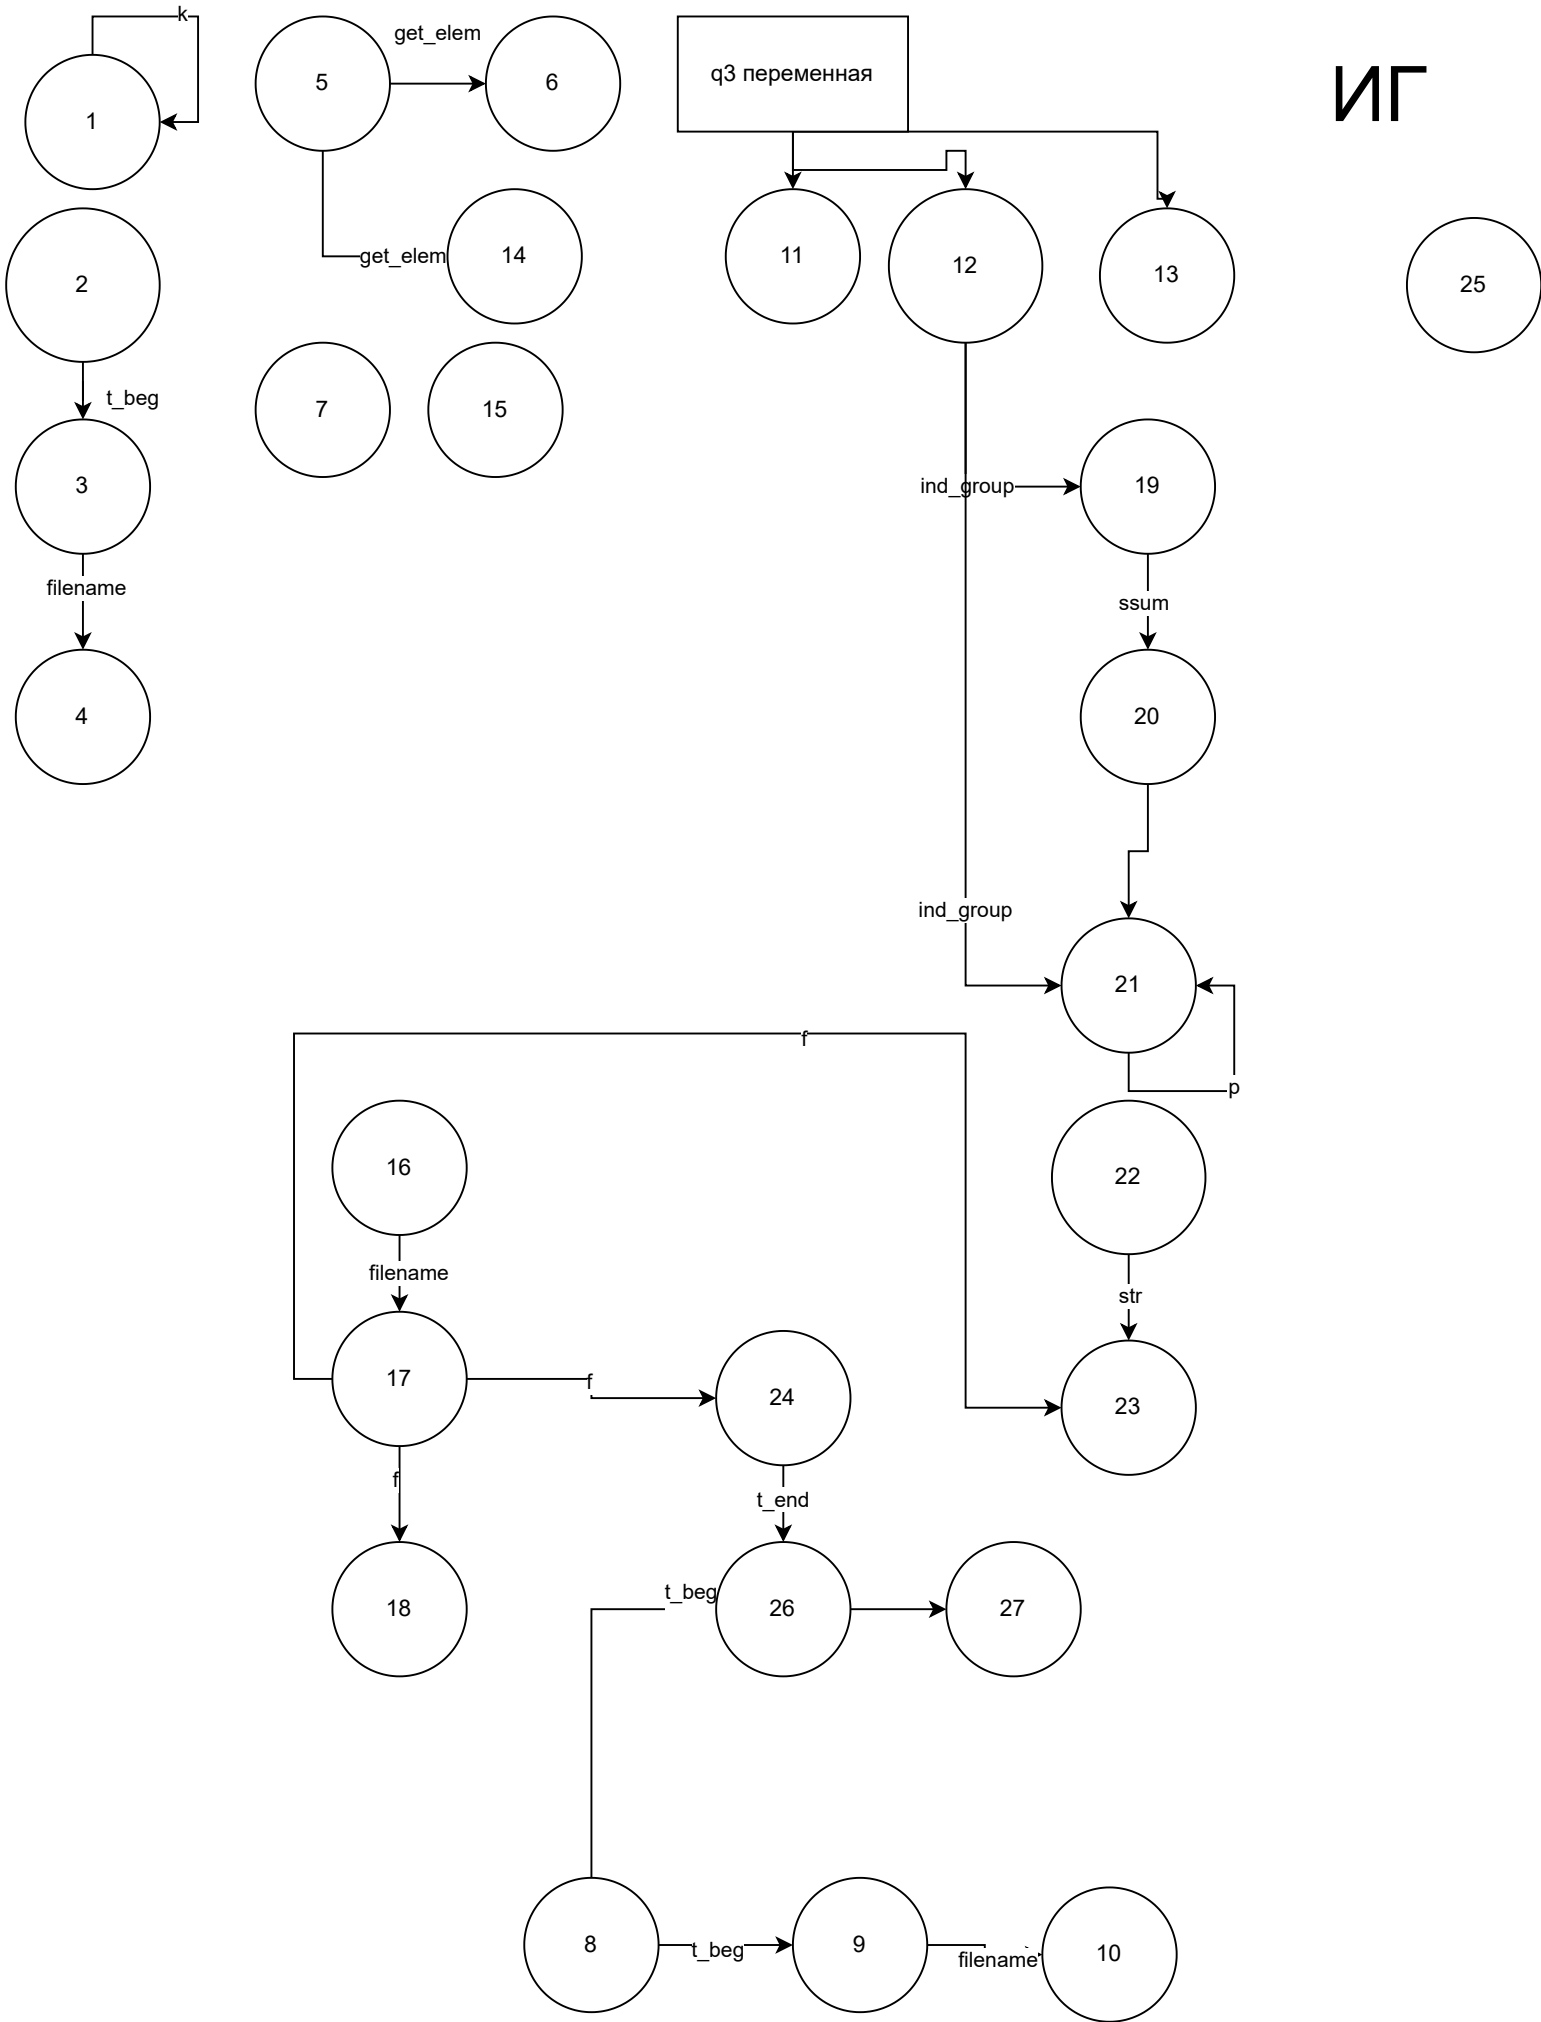 k
get_elem
5
6
q3 переменная
ИГ
1
2
get_elem
14
11
12
13
25
t_beg
7
15
3
ind_group
19
filename
ssum
4
20
ind_group
21
f
p
16
22
filename
str
17
f
24
23
f
t_end
t_beg
18
26
27
8
t_beg
9
filename
10